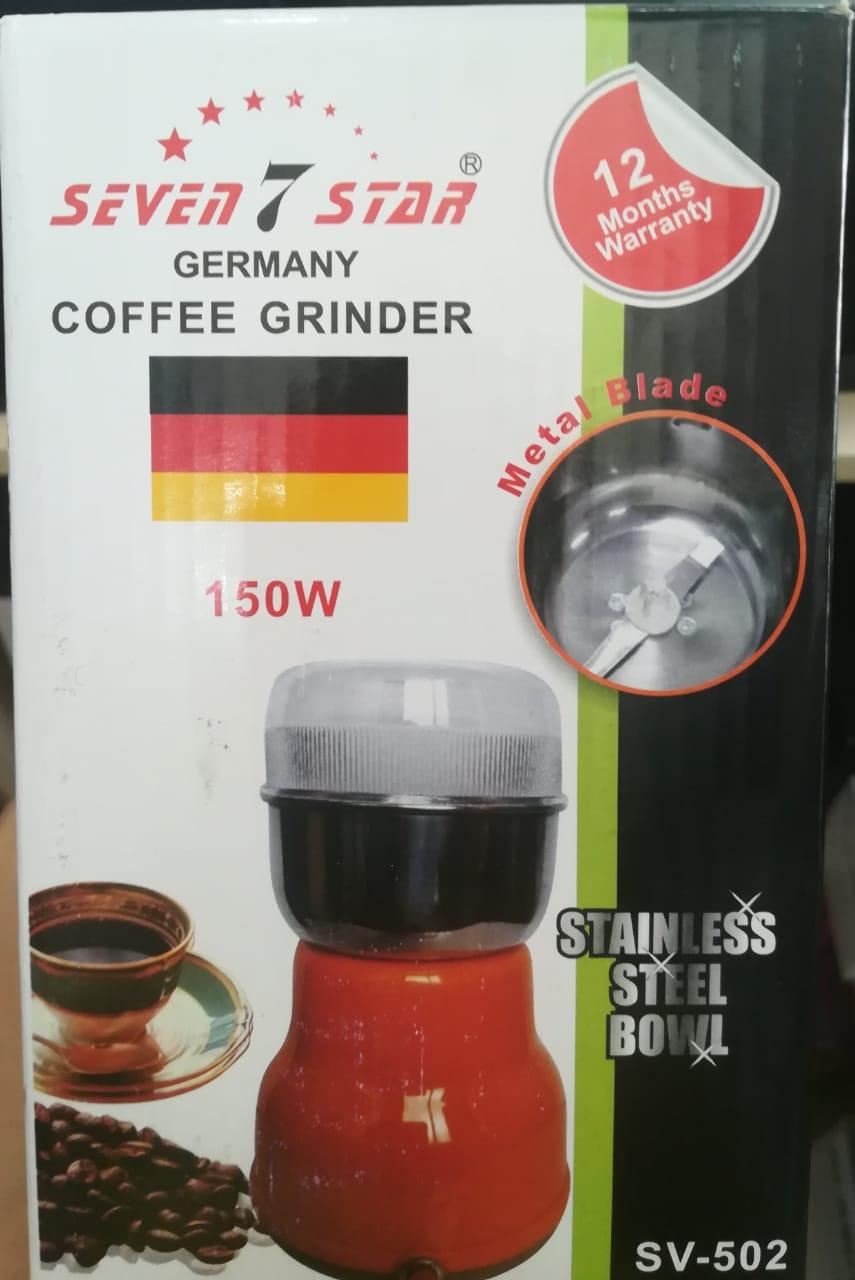 SEVEN 7 STAR®
GERMANY
COFFEE GRINDER
12
Months
Warranty
Metal Blade
150W
STAINLESS
STEEL
BOWL
SV-502